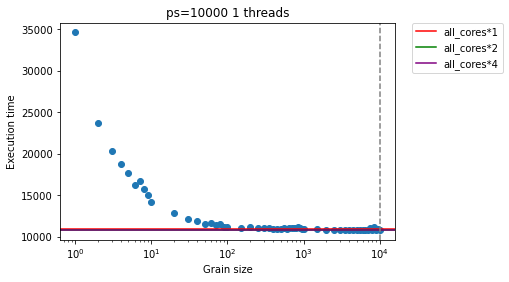 ps=10000 1 threads
Execution time
35000
30000
25000
20000
15000
10000
10⁰
10¹
10²
10³
10⁴
Grain size
all_cores*1
all_cores*2
all_cores*4